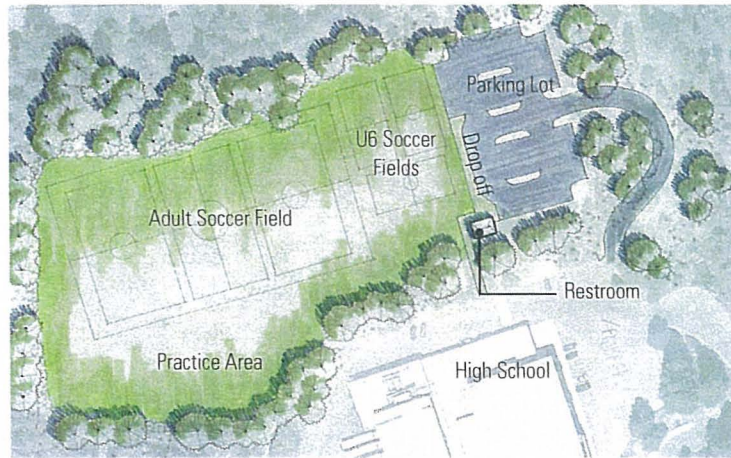 Parking Lot
U6 Soccer
Fields
Drop off
Adult Soccer Field
Restroom
Practice Area
High School